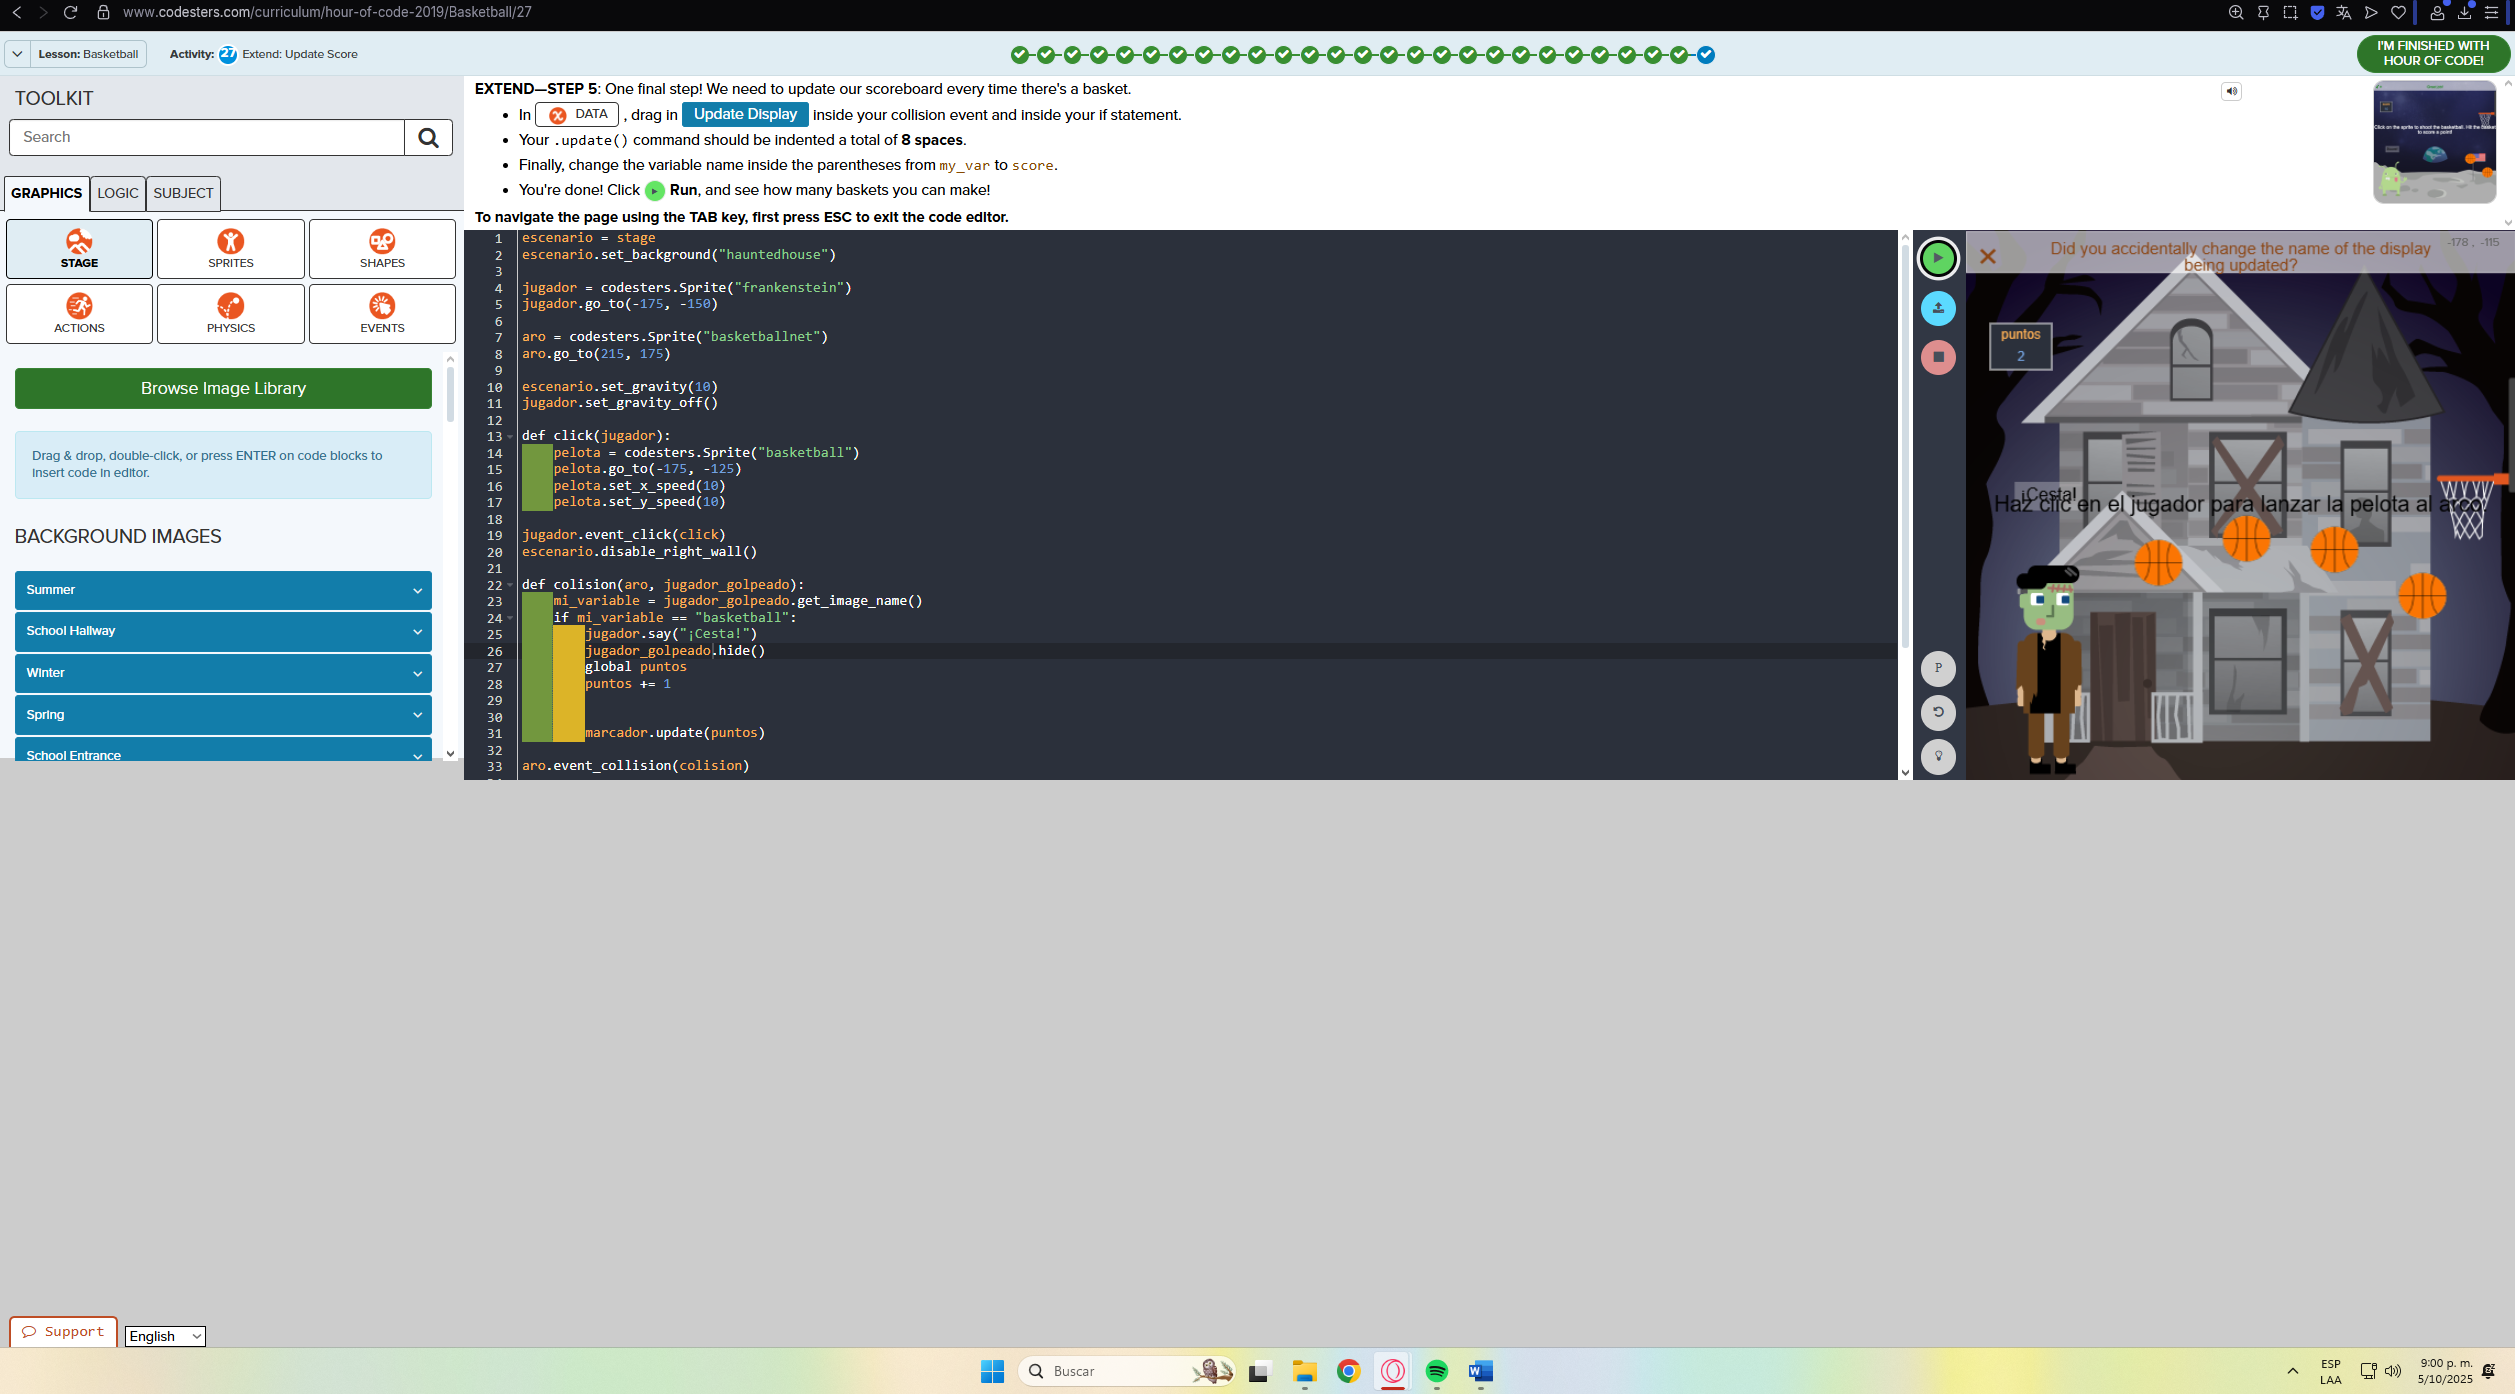 www.codesters.com/curriculum/hour-of-code-2019/Basketball/27
Lesson: Basketball
Activity: 27 Extend: Update Score
I'M FINISHED WITH
HOUR OF CODE!
TOOLKIT
Search
GRAPHICS LOGIC SUBJECT
STAGE SPRITES SHAPES
ACTIONS PHYSICS EVENTS
Browse Image Library
Drag & drop, double-click, or press ENTER on code blocks to
insert code in editor.
BACKGROUND IMAGES
Summer
School Hallway
Winter
Spring
School Entrance
EXTEND—STEP 5: One final step! We need to update our scoreboard every time there's a basket.
• In DATA , drag in Update Display inside your collision event and inside your if statement.
• Your .update() command should be indented a total of 8 spaces.
• Finally, change the variable name inside the parentheses from my_var to score.
• You're done! Click Run, and see how many baskets you can make!
To navigate the page using the TAB key, first press ESC to exit the code editor.
1 escenario = stage
2 escenario.set_background("hauntedhouse")
3
4 jugador = codesters.Sprite("frankenstein")
5 jugador.go_to(-175, -150)
6
7 aro = codesters.Sprite("basketballnet")
8 aro.go_to(215, 175)
9
10 escenario.set_gravity(10)
11 jugador.set_gravity_off()
12
13 def click(jugador):
14 pelota = codesters.Sprite("basketball")
15 pelota.go_to(-175, -125)
16 pelota.set_x_speed(10)
17 pelota.set_y_speed(10)
18
19 jugador.event_click(click)
20 escenario.disable_right_wall()
21
22 def colision(aro, jugador_golpeado):
23 mi_variable = jugador_golpeado.get_image_name()
24 if mi_variable == "basketball":
25 jugador.say("¡Cesta!")
26 jugador_golpeado.hide()
27 global puntos
28 puntos += 1
29
30
31 marcador.update(puntos)
32
33 aro.event_collision(colision)
P
Did you accidentally change the name of the display
being updated?
-178 , -115
puntos
2
¡Cesta!
Haz clic en el jugador para lanzar la pelota al arco.
Support
English
Buscar
ESP
LAA
9:00 p. m.
5/10/2025